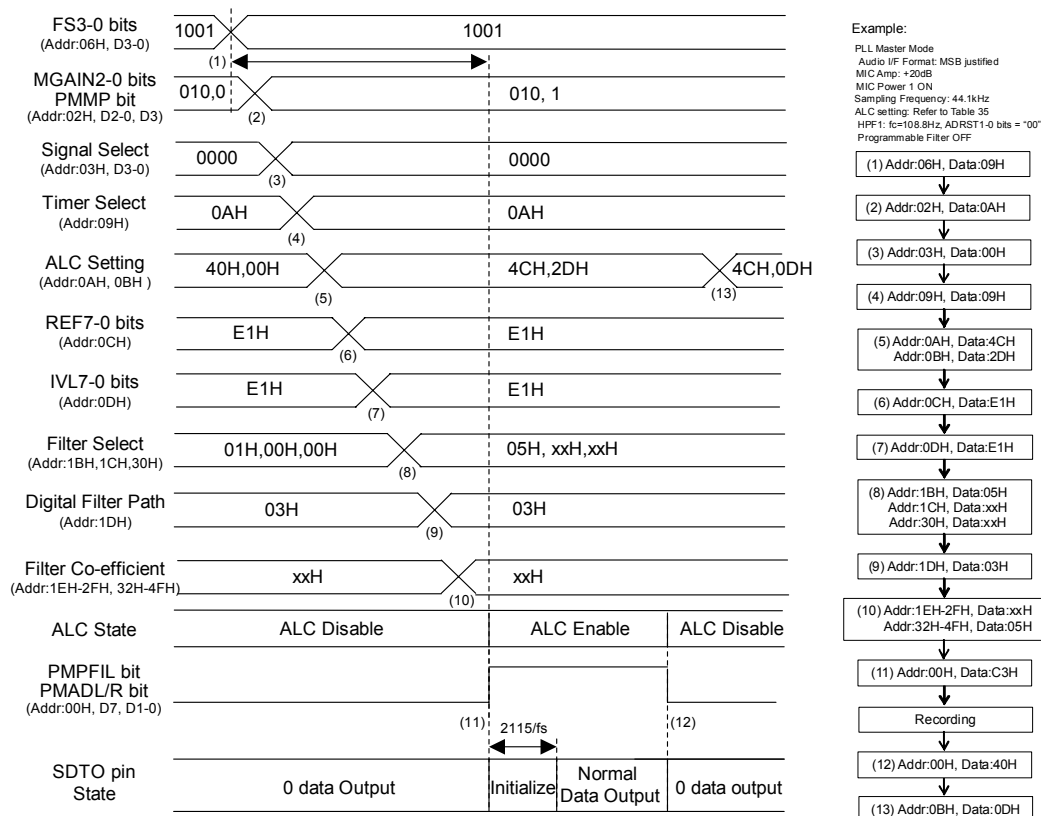 FS3-0 bits
(Addr:06H, D3-0)
1001
1001
(1)
MGAIN2-0 bits
PMMP bit
(Addr:02H, D2-0, D3)
010,0
010, 1
(2)
Signal Select
(Addr:03H, D3-0)
0000
0000
(3)
Timer Select
(Addr:09H)
0AH
0AH
(4)
ALC Setting
(Addr:0AH, 0BH )
40H,00H
4CH,2DH
4CH,0DH
(5)
(13)
REF7-0 bits
(Addr:0CH)
E1H
E1H
(6)
IVL7-0 bits
(Addr:0DH)
E1H
E1H
(7)
Filter Select
(Addr:1BH,1CH,30H)
01H,00H,00H
05H, xxH,xxH
(8)
Digital Filter Path
(Addr:1DH)
03H
03H
(9)
Filter Co-efficient
(Addr:1EH-2FH, 32H-4FH)
xxH
xxH
(10)
ALC State
ALC Disable
ALC Enable
ALC Disable
PMPFIL bit
PMADL/R bit
(Addr:00H, D7, D1-0)
(11)
2115/fs
(12)
SDTO pin
State
0 data Output
Initialize
Normal
Data Output
0 data output
Example:
PLL Master Mode
Audio I/F Format: MSB justified
MIC Amp: +20dB
MIC Power 1 ON
Sampling Frequency: 44.1kHz
ALC setting: Refer to Table 35
HPF1: fc=108.8Hz, ADRST1-0 bits = “00”
Programmable Filter OFF
(1) Addr:06H, Data:09H
(2) Addr:02H, Data:0AH
(3) Addr:03H, Data:00H
(4) Addr:09H, Data:09H
(5) Addr:0AH, Data:4CH
Addr:0BH, Data:2DH
(6) Addr:0CH, Data:E1H
(7) Addr:0DH, Data:E1H
(8) Addr:1BH, Data:05H
Addr:1CH, Data:xxH
Addr:30H, Data:xxH
(9) Addr:1DH, Data:03H
(10) Addr:1EH-2FH, Data:xxH
Addr:32H-4FH, Data:05H
(11) Addr:00H, Data:C3H
Recording
(12) Addr:00H, Data:40H
(13) Addr:0BH, Data:0DH